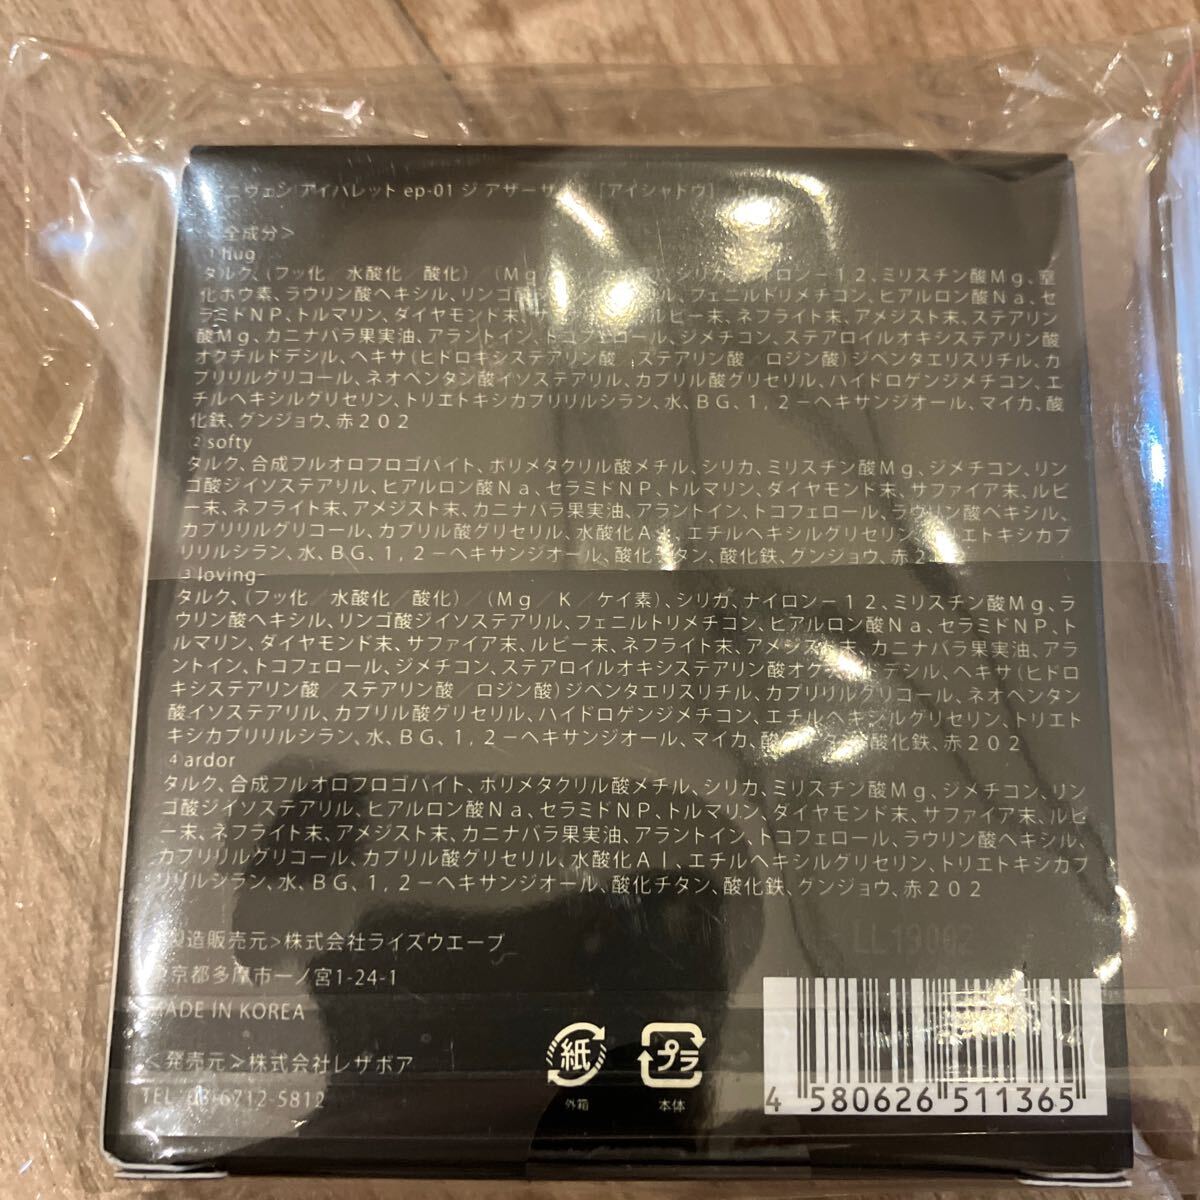 ニウェン アイパレット ep-01 ジ アザーサ [アイシャドウ] 5g
全成分>
①hug
タルク、(フッ化/水酸化/酸化)/(Mg/ / )、シリカ、ナイロン-12、ミリスチン酸Mg、窒
化ホウ素、ラウリン酸ヘキシル、リンゴ酸 シル、フェニルトリメチコン、ヒアルロン酸Na、セ
ラミドNP、トルマリン、ダイヤモンド末、 ルビー末、ネフライト末、アメジスト末、ステアリン
酸Mg、カニナバラ果実油、アラントイン、トコフェロール、ジメチコン、ステアロイルオキシステアリン酸
オクチルドデシル、ヘキサ(ヒドロキシステアリン酸 ステアリン酸 ロジン酸)ジペンタエリスリチル、カ
プリリルグリコール、ネオペンタン酸イソステアリル、カプリル酸グリセリル、ハイドロゲンジメチコン、エ
チルヘキシルグリセリン、トリエトキシカプリリルシラン、水、BG、1,2-ヘキサンジオール、マイカ、酸
化鉄、グンジョウ、赤202
②softy
タルク、合成フルオロフロゴパイト、ポリメタクリル酸メチル、シリカ、ミリスチン酸Mg、ジメチコン、リン
ゴ酸ジイソステアリル、ヒアルロン酸Na、セラミドNP、トルマリン、ダイヤモンド末、サファイア末、ルビ
ー末、ネフライト末、アメジスト末、カニナバラ果実油、アラントイン、トコフェロール、ラウリン酸ヘキシル、
カプリリルグリコール、カプリル酸グリセリル、水酸化A 、エチルヘキシルグリセリン、 リエトキシカプ
リリルシラン、水、BG、1,2-ヘキサンジオール、酸化チタン、酸化鉄、グンジョウ、赤2
③loving
タルク、(フッ化/水酸化/酸化)/(Mg/K/ケイ素)、シリカ、ナイロン-12、ミリスチン酸Mg、ラ
ウリン酸ヘキシル、リンゴ酸ジイソステアリル、フェニルトリメチコン、ヒアルロン酸Na、セラミドNP、ト
ルマリン、ダイヤモンド末、サファイア末、ルビー末、ネフライト末、アメジスト末、カニナバラ果実油、アラ
ントイン、トコフェロール、ジメチコン、ステアロイルオキシステアリン酸オク デシル、ヘキサ(ヒドロ
キシステアリン酸/ステアリン酸/ロジン酸)ジペンタエリスリチル、カプリリルグリコール、ネオペンタン
酸イソステアリル、カプリル酸グリセリル、ハイドロゲンジメチコン、エチルヘキシルグリセリン、トリエト
キシカプリリルシラン、水、BG、1,2-ヘキサンジオール、マイカ、酸 タン、酸化鉄、赤202
④ardor
タルク、合成フルオロフロゴパイト、ポリメタクリル酸メチル、シリカ、ミリスチン酸Mg、ジメチコン、リン
ゴ酸ジイソステアリル、ヒアルロン酸Na、セラミドNP、トルマリン、ダイヤモンド末、サファイア末、ルビ
ー末、ネフライト末、アメジスト末、カニナバラ果実油、アラントイン、トコフェロール、ラウリン酸ヘキシル、
カプリリルグリコール、カプリル酸グリセリル、水酸化Al、エチルヘキシルグリセリン、トリエトキシカプ
リリルシラン、水、BG、1,2-ヘキサンジオール、酸化チタン、酸化鉄、グンジョウ、赤202
製造販売元>株式会社ライズウエーブ
京都多摩市一ノ宮1-24-1
MADE IN KOREA
<発売元>株式会社レザボア
TEL 03-6712-5812
紙
外箱
プラ
本体
4 580626 511365